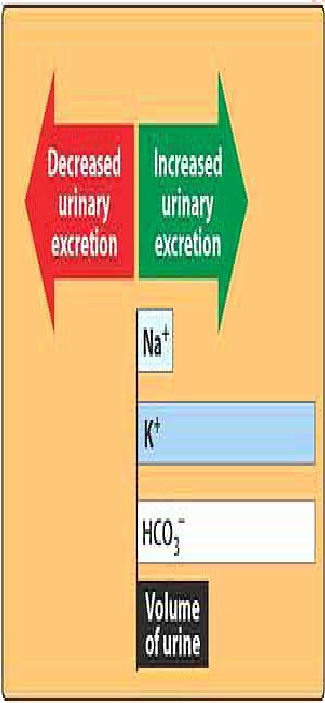 Decreased
urinary
excretion
Increased
urinary
excretion
Na⁺
K⁺
HCO₃⁻
Volume
of urine